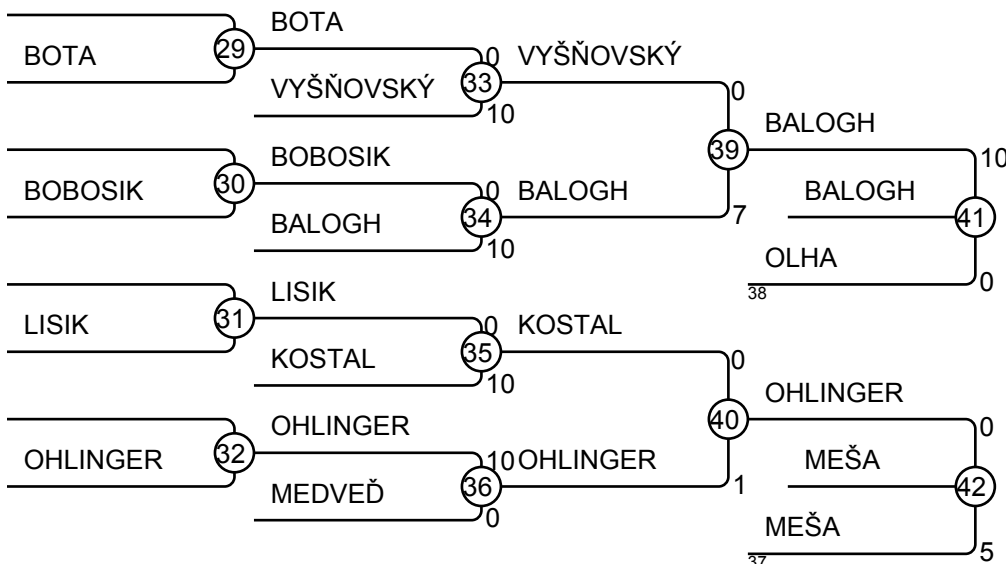 BOTA
29
BOTA
0
VYŠŇOVSKÝ
33
10
VYŠŇOVSKÝ
0
BOBOSIK
30
BOBOSIK
0
BALOGH
34
10
BALOGH
39
7
BALOGH
10
BALOGH
41
OLHA
38
0
LISIK
31
LISIK
0
KOSTAL
35
10
KOSTAL
0
OHLINGER
32
OHLINGER
10
MEDVEĎ
36
0
OHLINGER
40
1
OHLINGER
0
MEŠA
42
MEŠA
37
5